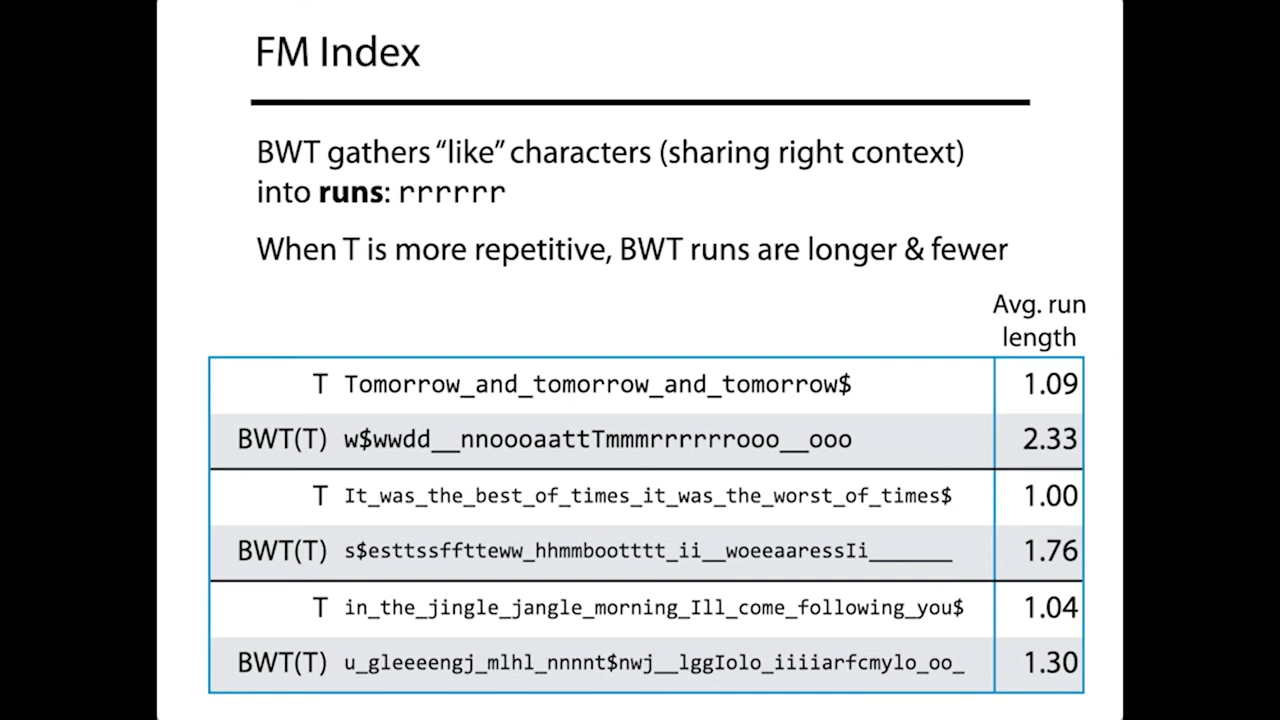 FM Index
BWT gathers “like” characters (sharing right context)
into runs: rrrrrr
When T is more repetitive, BWT runs are longer & fewer
Avg. run
length
T Tomorrow_and_tomorrow_and_tomorrow$ 1.09
BWT(T) w$wwdd__nnoooaattTmmmrrrrrrooo__ooo 2.33
T It_was_the_best_of_times_it_was_the_worst_of_times$ 1.00
BWT(T) s$esttssfftteww_hhmmbootttt_ii__woeeaaressIi_______ 1.76
T in_the_jingle_jangle_morning_Ill_come_following_you$ 1.04
BWT(T) u_gleeeengj_mlhl_nnnnt$nwj__lggIolo_iiiiarfcmylo_oo_ 1.30